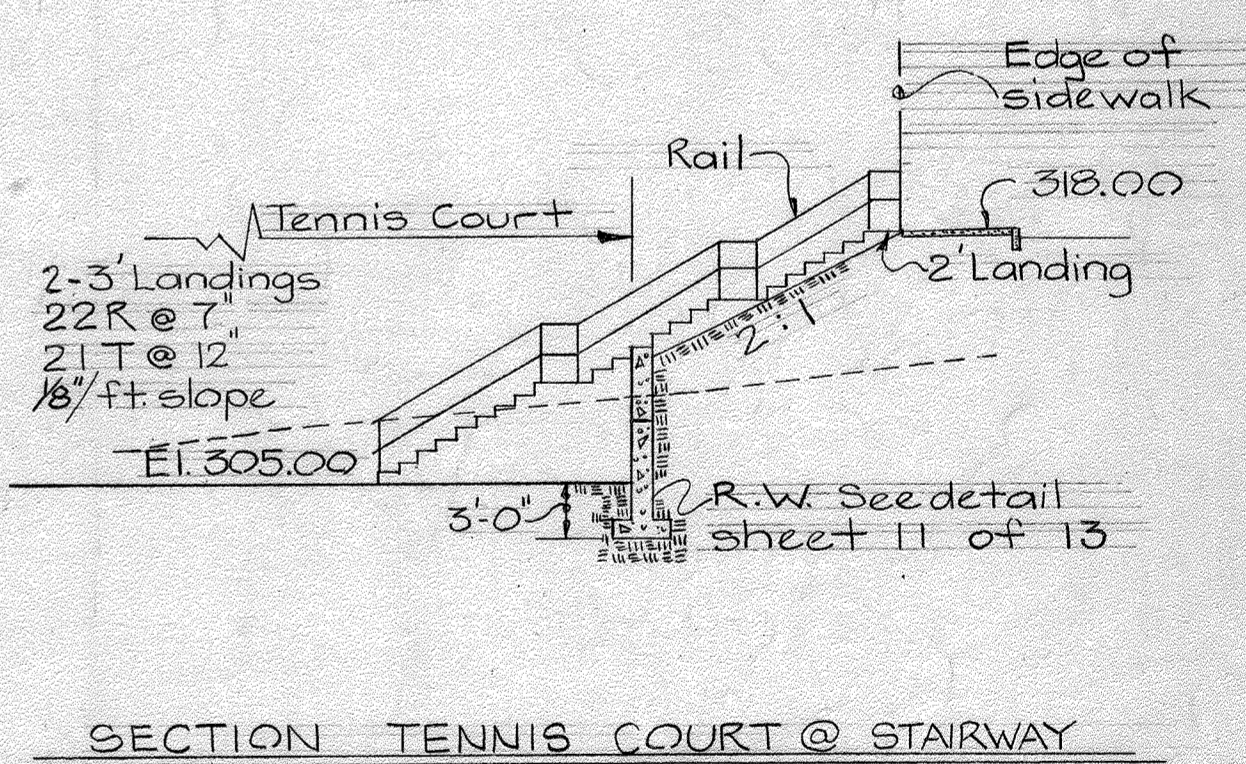 Edge of
sidewalk
Rail
318.00
Tennis Court
2'Landing
2-3' Landings
22R @ 7"
21T @ 12"
1/8"/ft. slope
2:1
El. 305.00
3'-0"
R.W. See detail
sheet 11 of 13
SECTION TENNIS COURT @ STAIRWAY